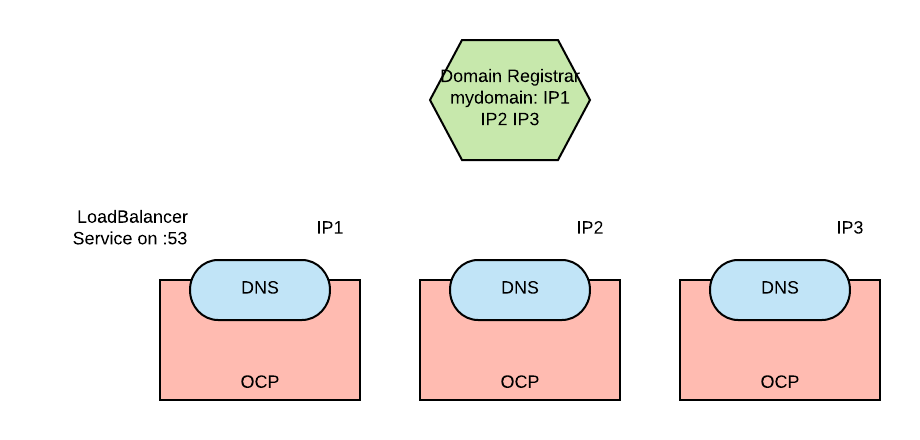 Domain Registrar
mydomain: IP1
IP2 IP3
LoadBalancer
Service on :53
IP1
IP2
IP3
DNS
DNS
DNS
OCP
OCP
OCP